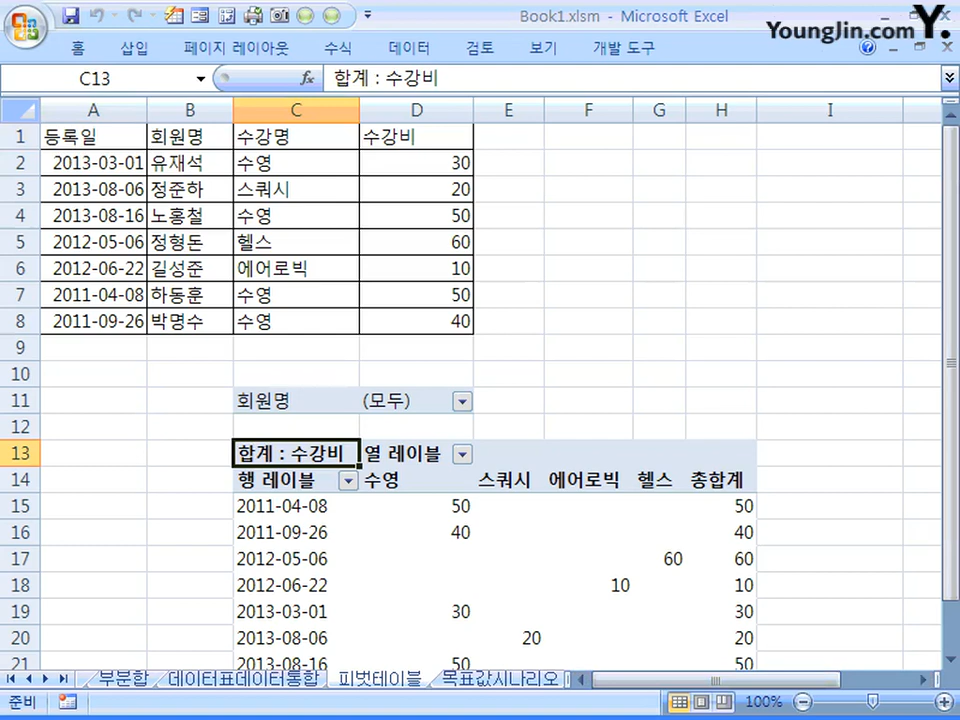 Book1.xlsm - Microsoft Excel
YoungJin.com Y.
홈 삽입 페이지 레이아웃 수식 데이터 검토 보기 개발 도구
C13 fx 합계 : 수강비
A B C D E F G H I
1 등록일 회원명 수강명 수강비
2 2013-03-01 유재석 수영 30
3 2013-08-06 정준하 스쿼시 20
4 2013-08-16 노홍철 수영 50
5 2012-05-06 정형돈 헬스 60
6 2012-06-22 길성준 에어로빅 10
7 2011-04-08 하동훈 수영 50
8 2011-09-26 박명수 수영 40
9
10
11 회원명 (모두)
12
13 합계 : 수강비 열 레이블
14 행 레이블 수영 스쿼시 에어로빅 헬스 총합계
15 2011-04-08 50 50
16 2011-09-26 40 40
17 2012-05-06 60 60
18 2012-06-22 10 10
19 2013-03-01 30 30
20 2013-08-06 20 20
21 2013-08-16 50 50
부분합 데이터표데이터통합 피벗테이블 목표값시나리오
준비 100%